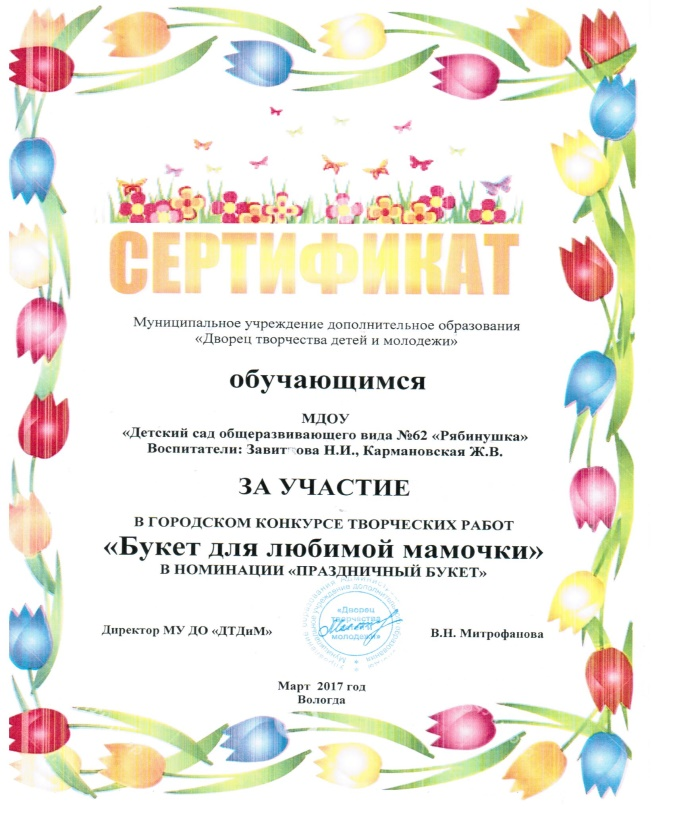 СЕРТИФИКАТ
Муниципальное учреждение дополнительное образования
«Дворец творчества детей и молодежи»
обучающимся
МДОУ
«Детский сад общеразвивающего вида №62 «Рябинушка»
Воспитатели: Н.И., Кармановская Ж.В.
ЗА УЧАСТИЕ
В ГОРОДСКОМ КОНКУРСЕ ТВОРЧЕСКИХ РАБОТ
«Букет для любимой мамочки»
В НОМИНАЦИИ «ПРАЗДНИЧНЫЙ БУКЕТ»
«Дворец
творчества
молодежи»
Директор МУ ДО «ДТДиМ»
В.Н. Митрофанова
Март 2017 год
Вологда